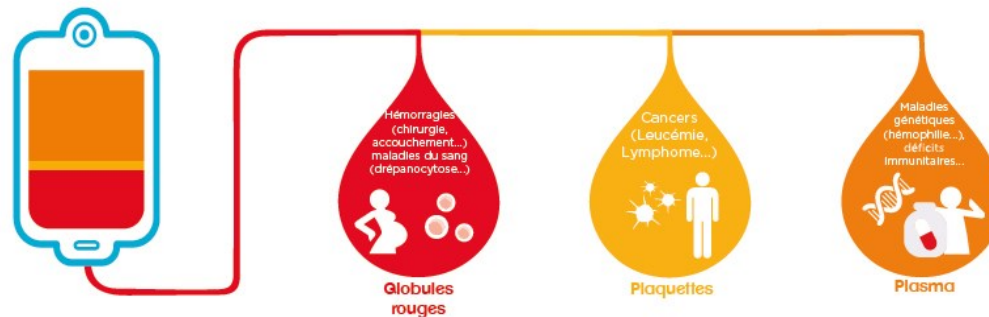 Hémorragies
(chirurgie,
accouchement...)
maladies du sang
(drépanocytose...)
Globules
rouges
Cancers
(Leucémie,
Lymphome...)
Plaquettes
Maladies
génétiques
(hémophilie...),
déficits
immunitaires...
Plasma